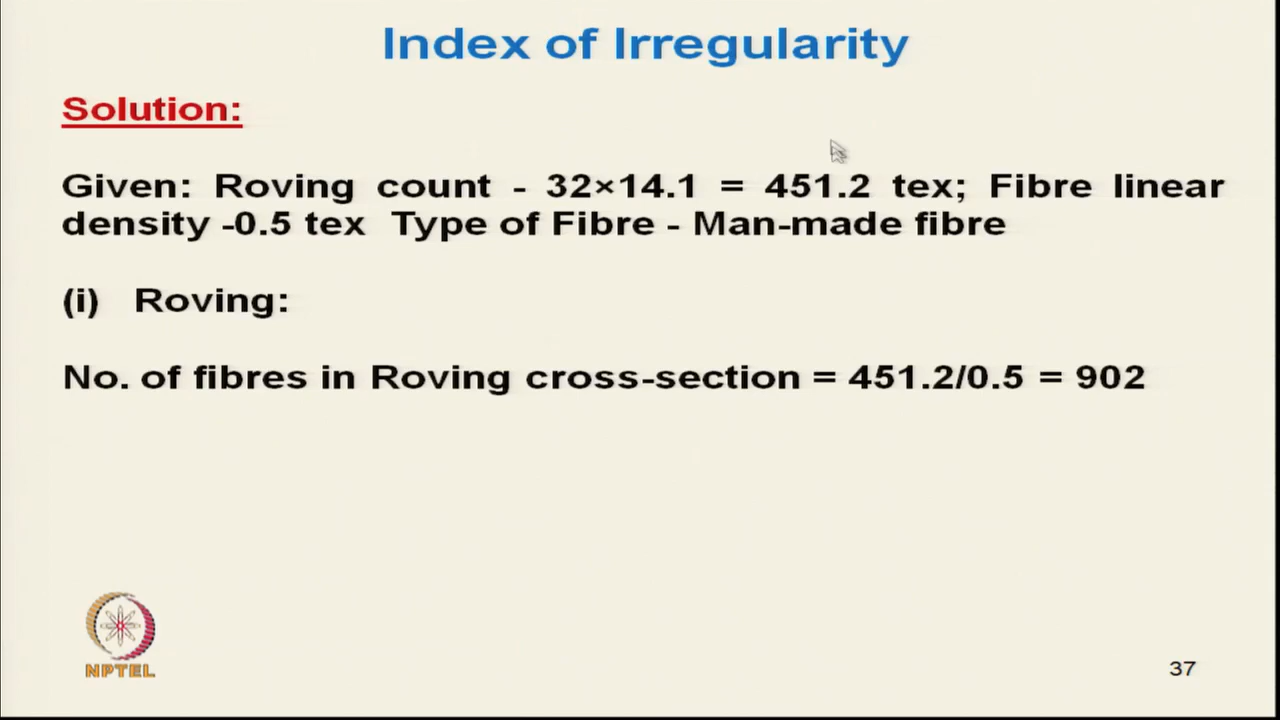 Index of Irregularity
Solution:
Given: Roving count - 32×14.1 = 451.2 tex; Fibre linear
density -0.5 tex Type of Fibre - Man-made fibre
(i) Roving:
No. of fibres in Roving cross-section = 451.2/0.5 = 902
NPTEL
37